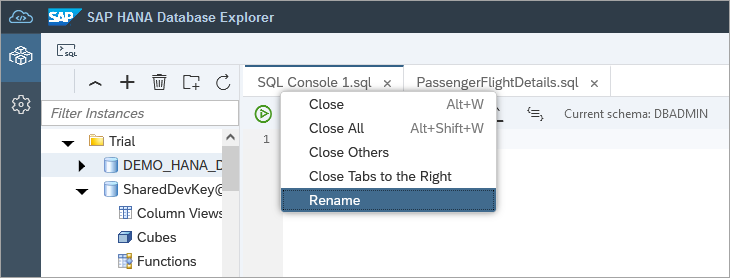 SAP SAP HANA Database Explorer
SQL
SQL Console 1.sql × PassengerFlightDetails.sql ×
Filter Instances
Close Alt+W
Current schema: DBADMIN
Close All Alt+Shift+W
1
Trial
Close Others
DEMO_HANA_D
Close Tabs to the Right
SharedDevKey@
Rename
Column Views
Cubes
Functions